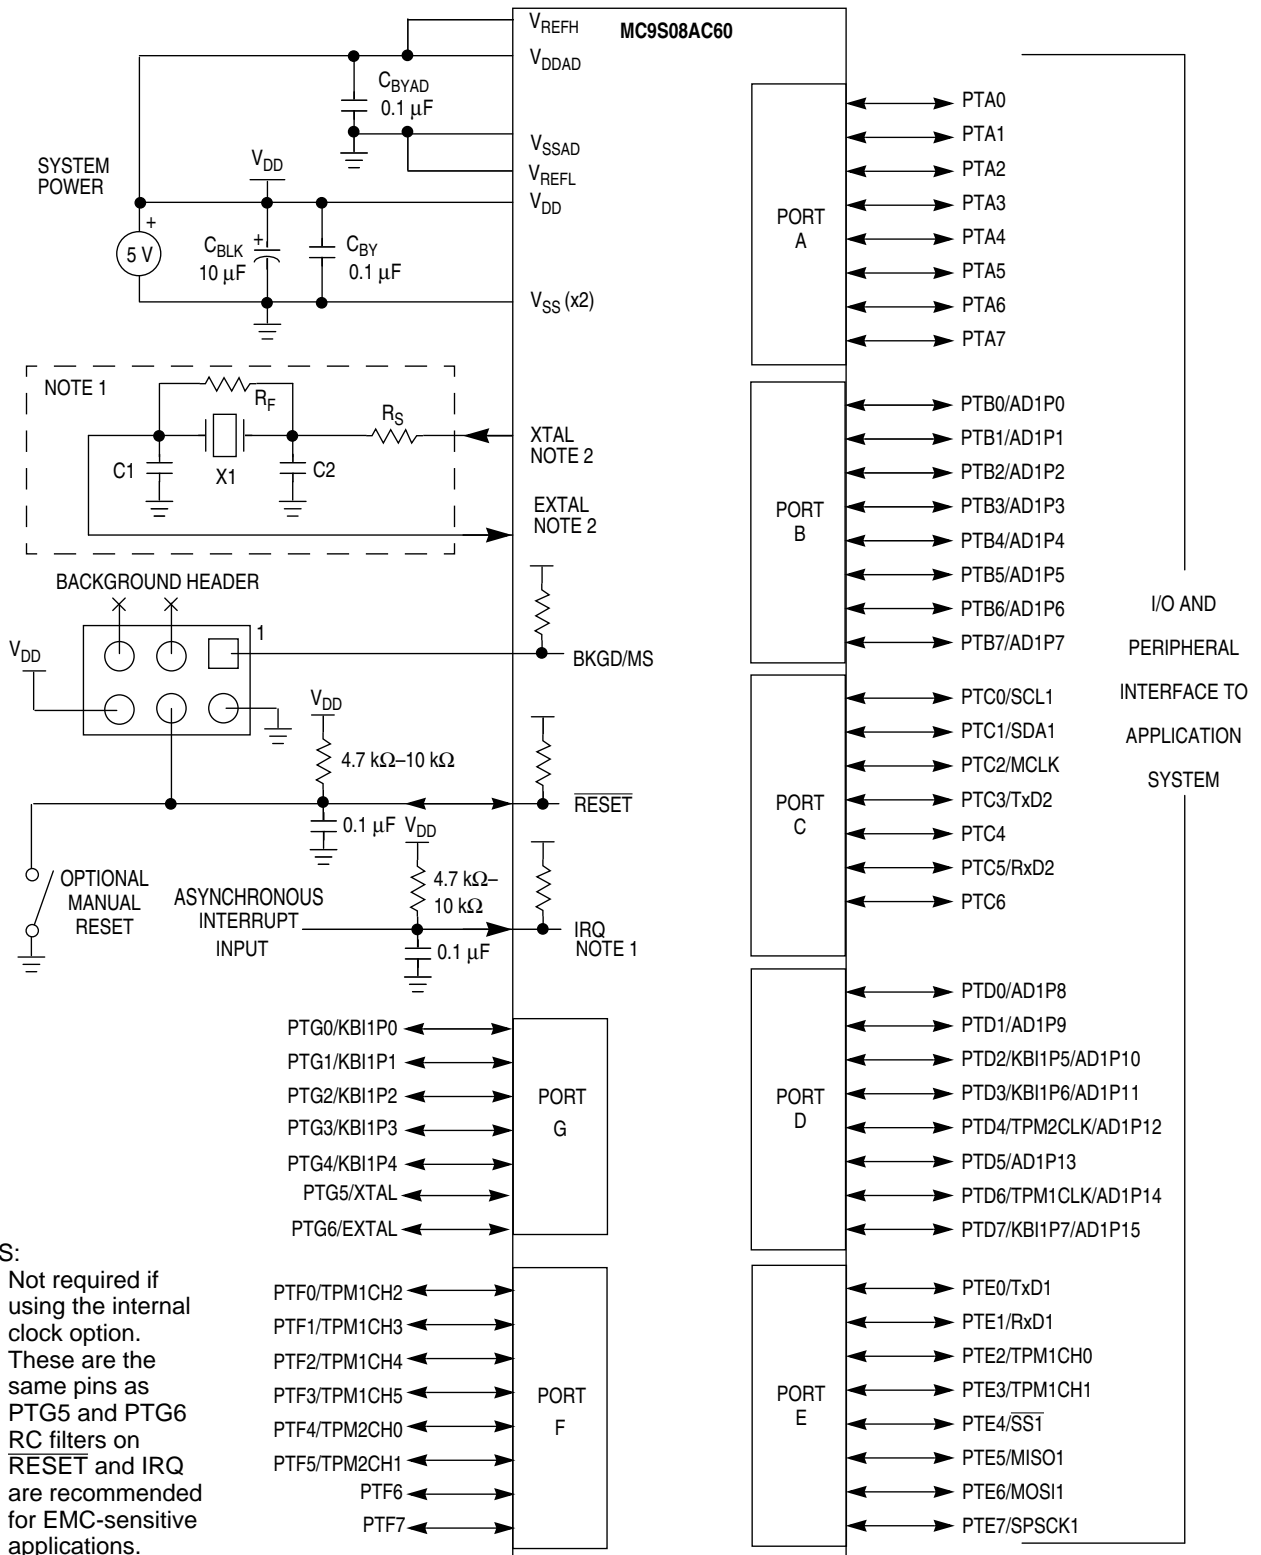 MC9S08AC60
VREFH
VDDAD
CBYAD
0.1 µF
VSSAD
VREFL
VDD
SYSTEM
POWER
VDD
+
5 V
CBLK
+
10 µF
CBY
0.1 µF
VSS (x2)
NOTE 1
RF
RS
C1
X1
C2
XTAL
NOTE 2
EXTAL
NOTE 2
BACKGROUND HEADER
1
VDD
BKGD/MS
VDD
4.7 kΩ–10 kΩ
RESET
0.1 µF
VDD
OPTIONAL
MANUAL
RESET
4.7 kΩ–
10 kΩ
ASYNCHRONOUS
INTERRUPT
INPUT
0.1 µF
IRQ
NOTE 1
PTG0/KBI1P0
PTG1/KBI1P1
PTG2/KBI1P2
PTG3/KBI1P3
PTG4/KBI1P4
PTG5/XTAL
PTG6/EXTAL
PORT
G
PTF0/TPM1CH2
PTF1/TPM1CH3
PTF2/TPM1CH4
PTF3/TPM1CH5
PTF4/TPM2CH0
PTF5/TPM2CH1
PTF6
PTF7
PORT
F
S:
Not required if
using the internal
clock option.
These are the
same pins as
PTG5 and PTG6
RC filters on
RESET and IRQ
are recommended
for EMC-sensitive
applications.
PORT
A
PTA0
PTA1
PTA2
PTA3
PTA4
PTA5
PTA6
PTA7
PORT
B
PTB0/AD1P0
PTB1/AD1P1
PTB2/AD1P2
PTB3/AD1P3
PTB4/AD1P4
PTB5/AD1P5
PTB6/AD1P6
PTB7/AD1P7
PORT
C
PTC0/SCL1
PTC1/SDA1
PTC2/MCLK
PTC3/TxD2
PTC4
PTC5/RxD2
PTC6
PORT
D
PTD0/AD1P8
PTD1/AD1P9
PTD2/KBI1P5/AD1P10
PTD3/KBI1P6/AD1P11
PTD4/TPM2CLK/AD1P12
PTD5/AD1P13
PTD6/TPM1CLK/AD1P14
PTD7/KBI1P7/AD1P15
PORT
E
PTE0/TxD1
PTE1/RxD1
PTE2/TPM1CH0
PTE3/TPM1CH1
PTE4/SS1
PTE5/MISO1
PTE6/MOSI1
PTE7/SPSCK1
I/O AND
PERIPHERAL
INTERFACE TO
APPLICATION
SYSTEM